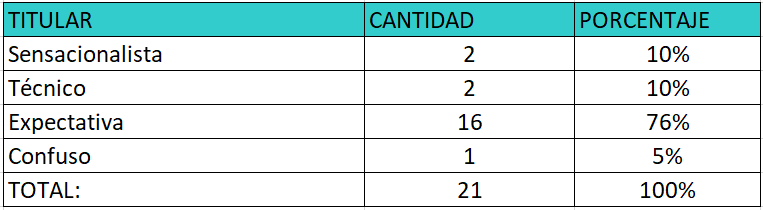 TITULAR CANTIDAD PORCENTAJE
Sensacionalista 2 10%
Técnico 2 10%
Expectativa 16 76%
Confuso 1 5%
TOTAL: 21 100%